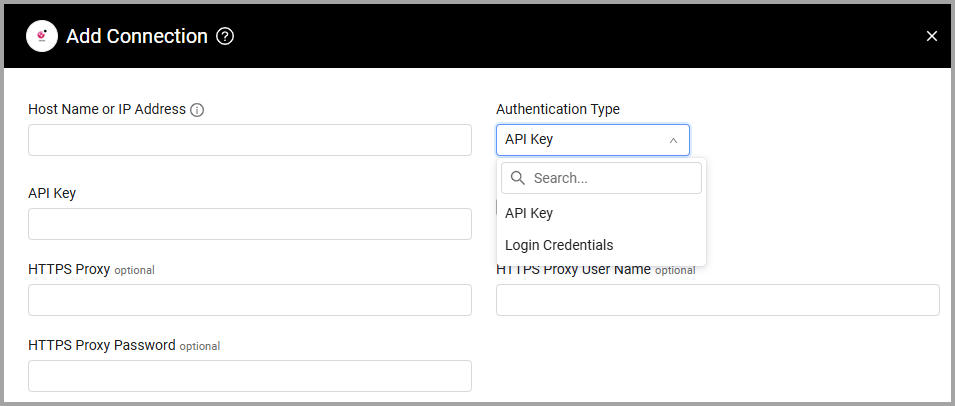 Add Connection
Host Name or IP Address
Authentication Type
API Key
Search...
API Key
API Key
Login Credentials
HTTPS Proxy optional
HTTPS Proxy User Name optional
HTTPS Proxy Password optional